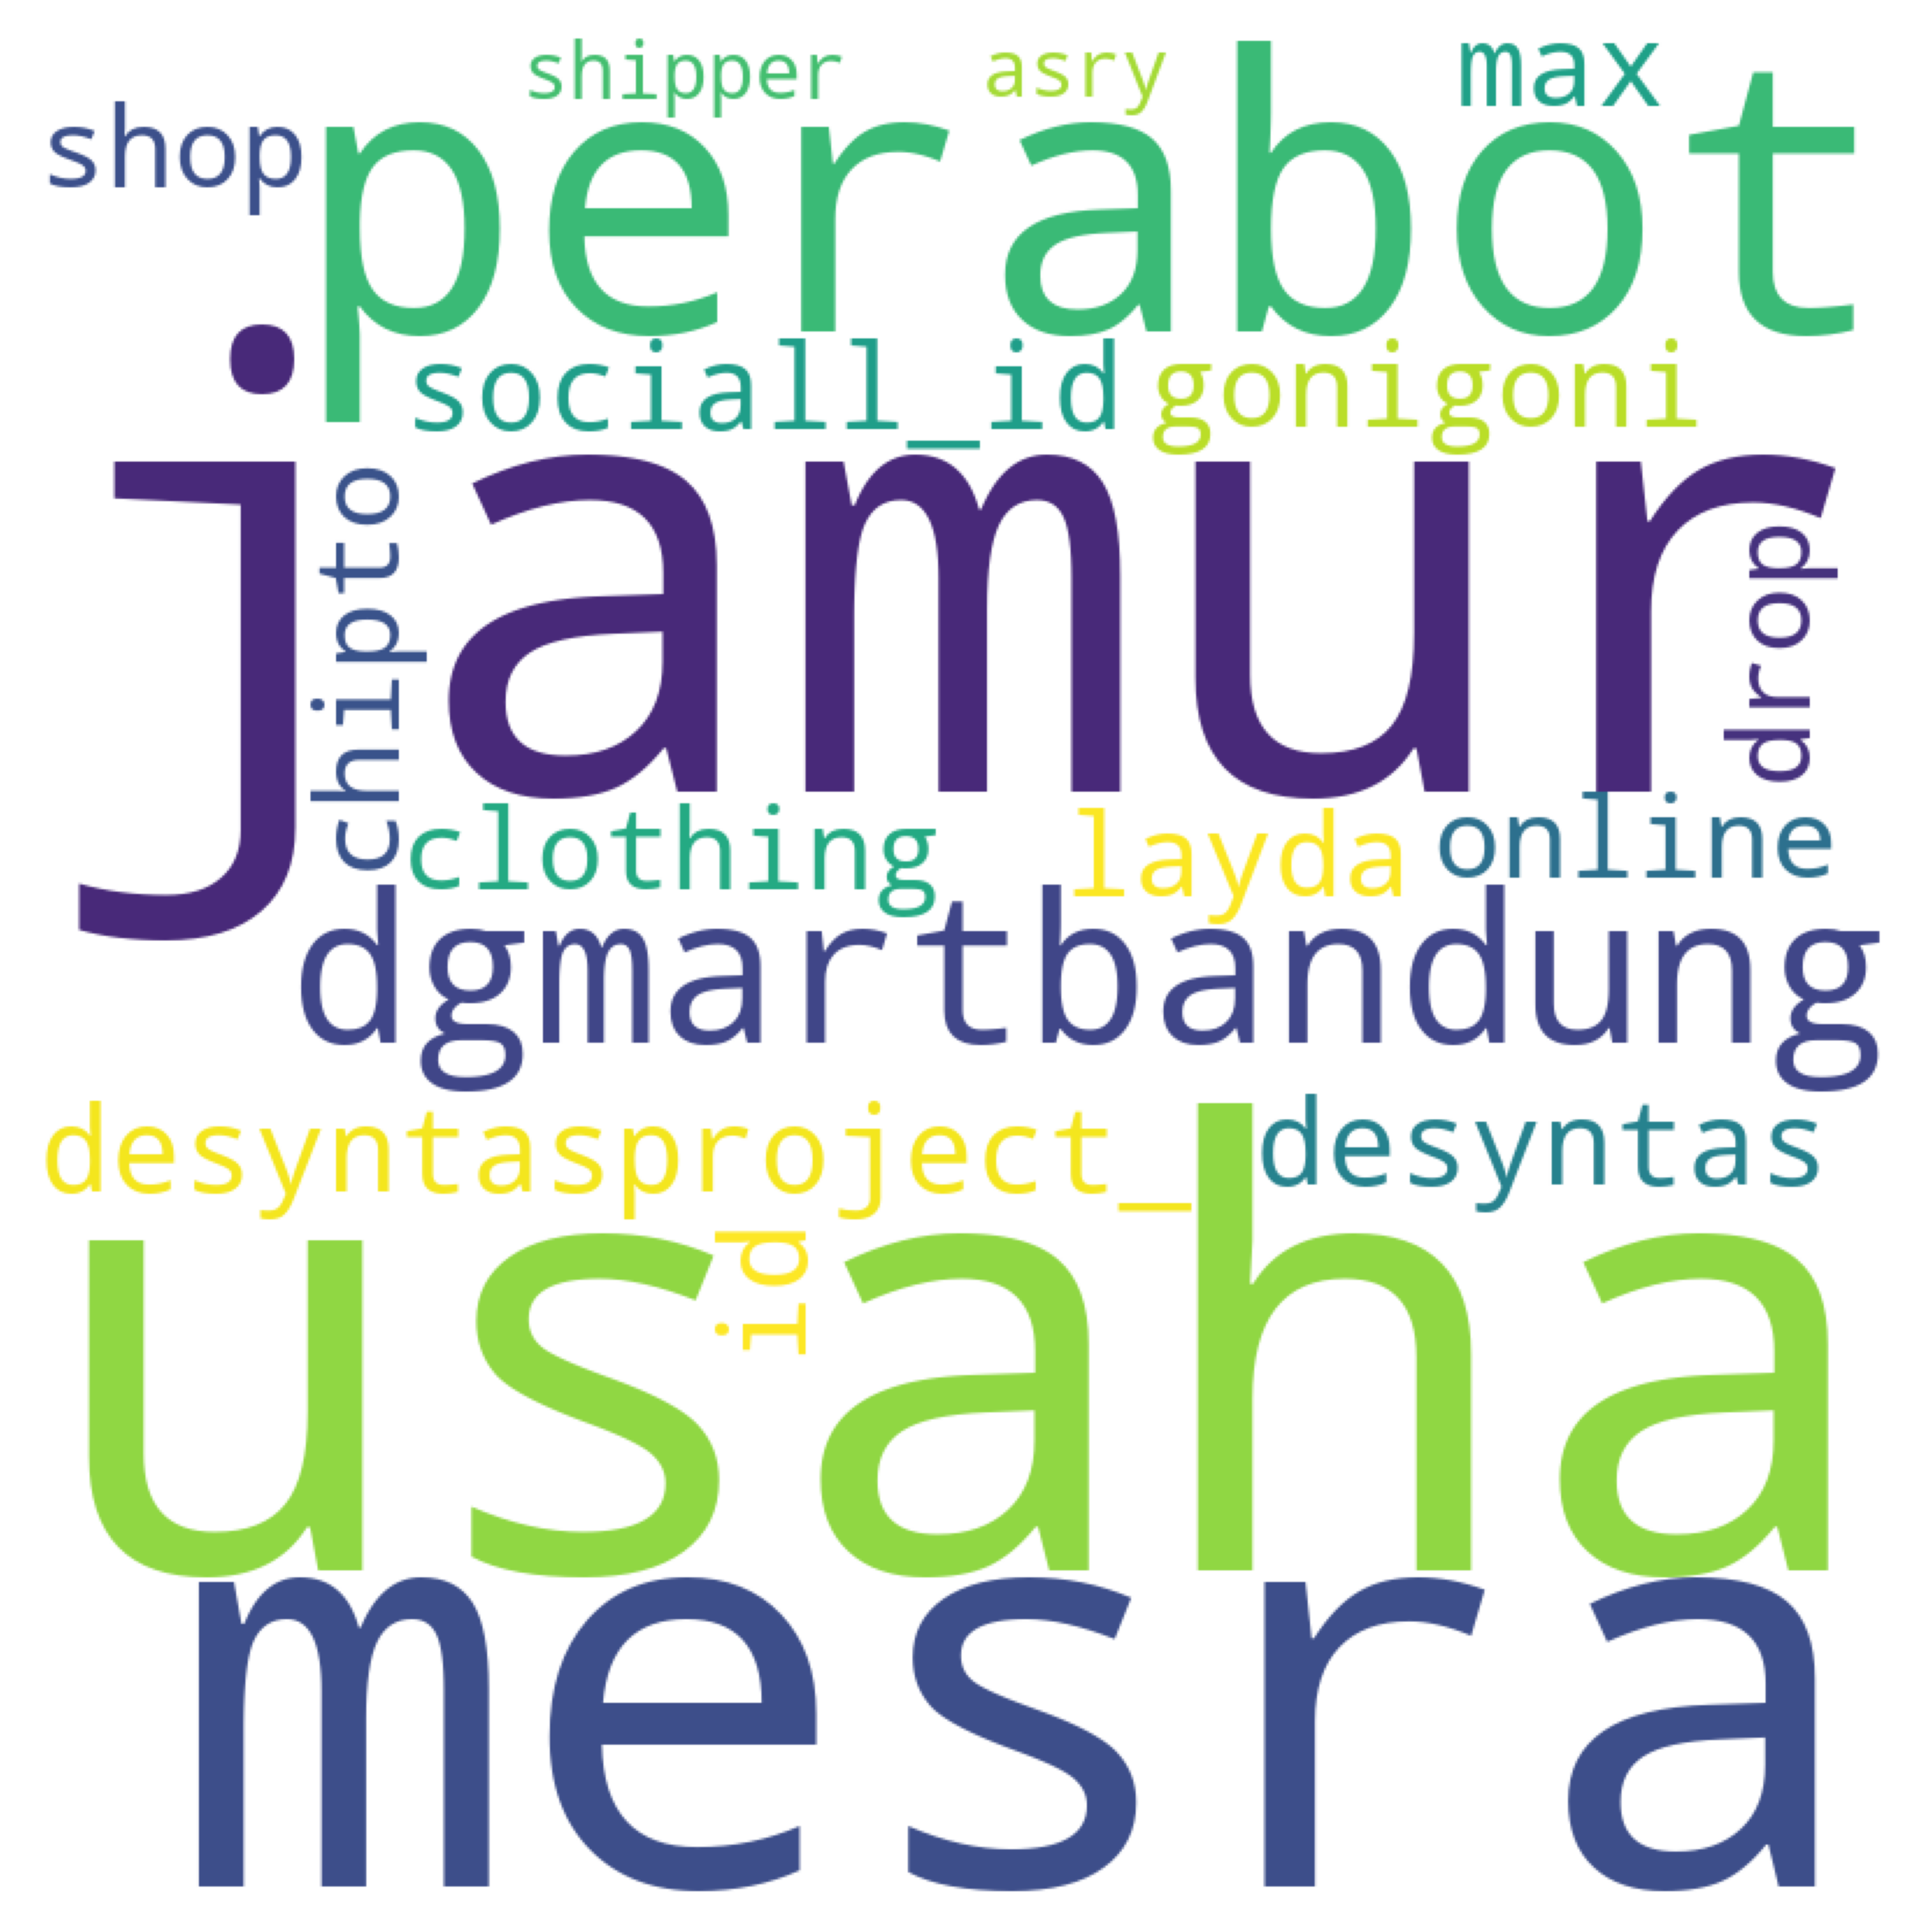 shipper asry max
shop perabot
sociall_id gonigoni
jamur
chipto
drop
clothing layda online
dgmartbandung
desyntasproject_ desyntas
id
usaha
mesra